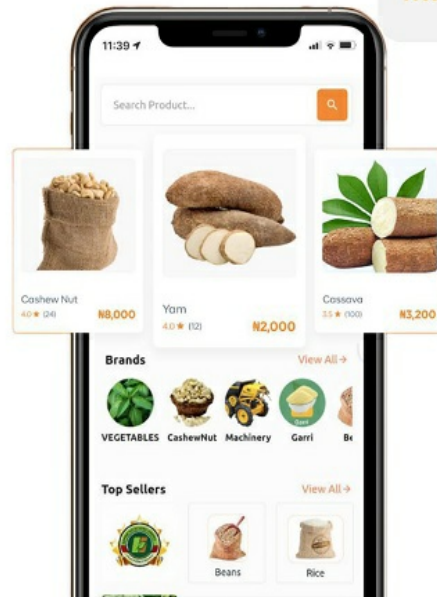 11:39
Search Product...
Cashew Nut
4.0 ★ (24)
₦8,000
Yam
4.0 ★ (12)
₦2,000
Cassava
3.5 ★ (100)
₦3,200
Brands
View All →
VEGETABLES
CashewNut
Machinery
Garri
Be
Top Sellers
View All →
Beans
Rice